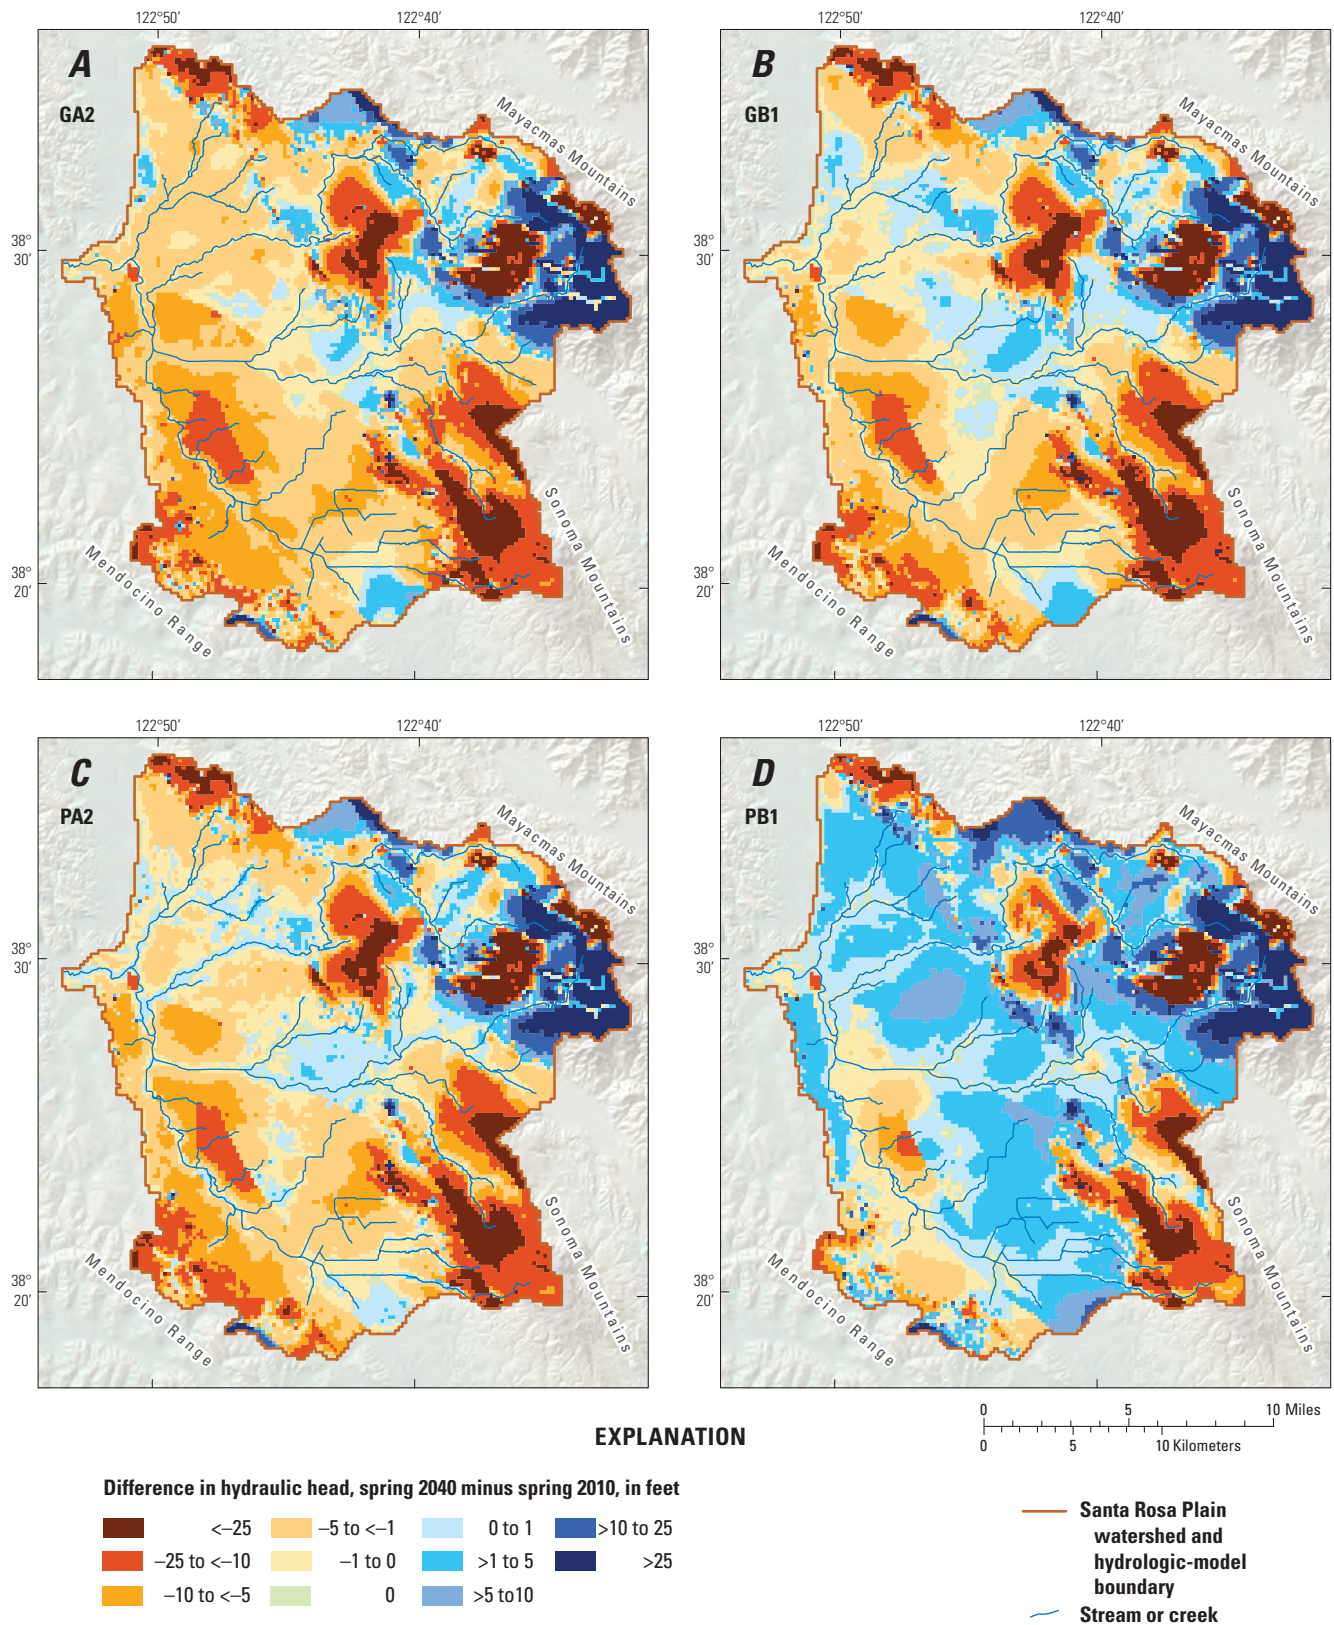 122°50′ 122°40′
A
GA2
Mayacmas Mountains
38°
30′
Sonoma Mountains
Mendocino Range
38°
20′
122°50′ 122°40′
B
GB1
Mayacmas Mountains
38°
30′
Sonoma Mountains
Mendocino Range
38°
20′
122°50′ 122°40′
C
PA2
Mayacmas Mountains
38°
30′
Sonoma Mountains
Mendocino Range
38°
20′
122°50′ 122°40′
D
PB1
Mayacmas Mountains
38°
30′
Sonoma Mountains
Mendocino Range
38°
20′
0 5 10 Miles
0 5 10 Kilometers
EXPLANATION
Difference in hydraulic head, spring 2040 minus spring 2010, in feet
<–25 –5 to <–1 0 to 1 >10 to 25
–25 to <–10 –1 to 0 >1 to 5 >25
–10 to <–5 0 >5 to10
Santa Rosa Plain
watershed and
hydrologic-model
boundary
Stream or creek